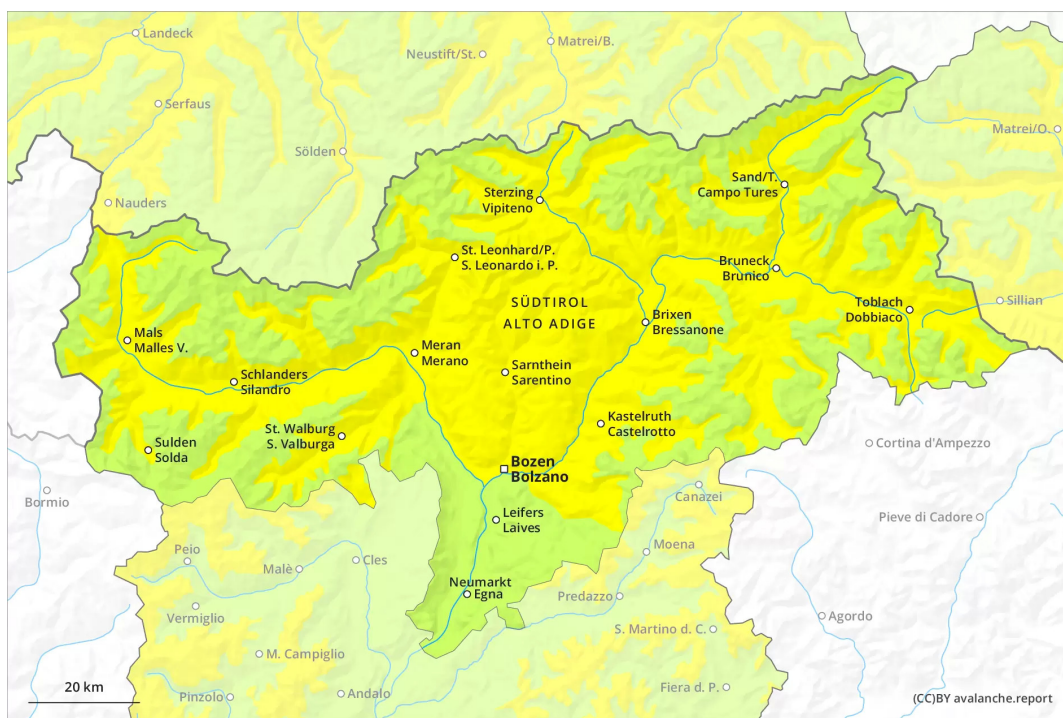 Landeck
Matrei/B.
Neustift/St.
Serfaus
Matrei/O.
Sölden
Sand/T.
Campo Tures
Sterzing
Vipiteno
Nauders
St. Leonhard/P.
S. Leonardo i. P.
Bruneck
Brunico
SÜDTIROL
ALTO ADIGE
Toblach
Dobbiaco
Sillian
Brixen
Bressanone
Mals
Malles V.
Meran
Merano
Sarnthein
Sarentino
Schlanders
Silandro
Kastelruth
Castelrotto
St. Walburg
S. Valburga
Sulden
Solda
Cortina d'Ampezzo
Bozen
Bolzano
Canazei
Bormio
Leifers
Laives
Pieve di Cadore
Moena
Peio
Cles
Malè
Neumarkt
Egna
Predazzo
Vermiglio
Agordo
S. Martino d. C.
M. Campiglio
Fiera d. P.
20 km
Pinzolo
Andalo
(CC)BY avalanche.report